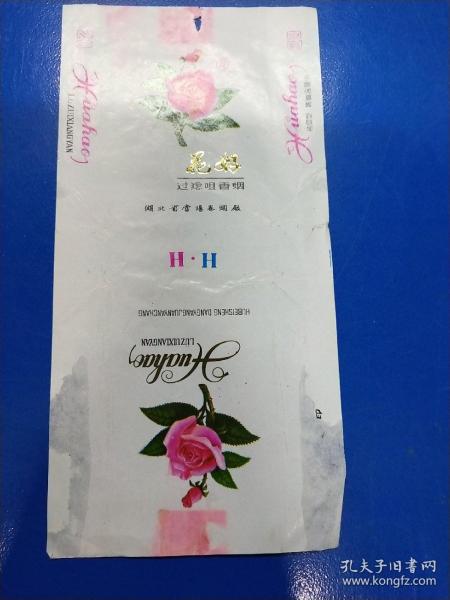 Huahao
LUZUIXIANGYAN
Huahao
花好
过滤咀香烟
湖北省当阳卷烟厂
H·H
HUBEISHENG DANGYANGJUANYANCHANG
Huahao
LUZUIXIANGYAN
孔夫子旧书网
www.kongfz.com